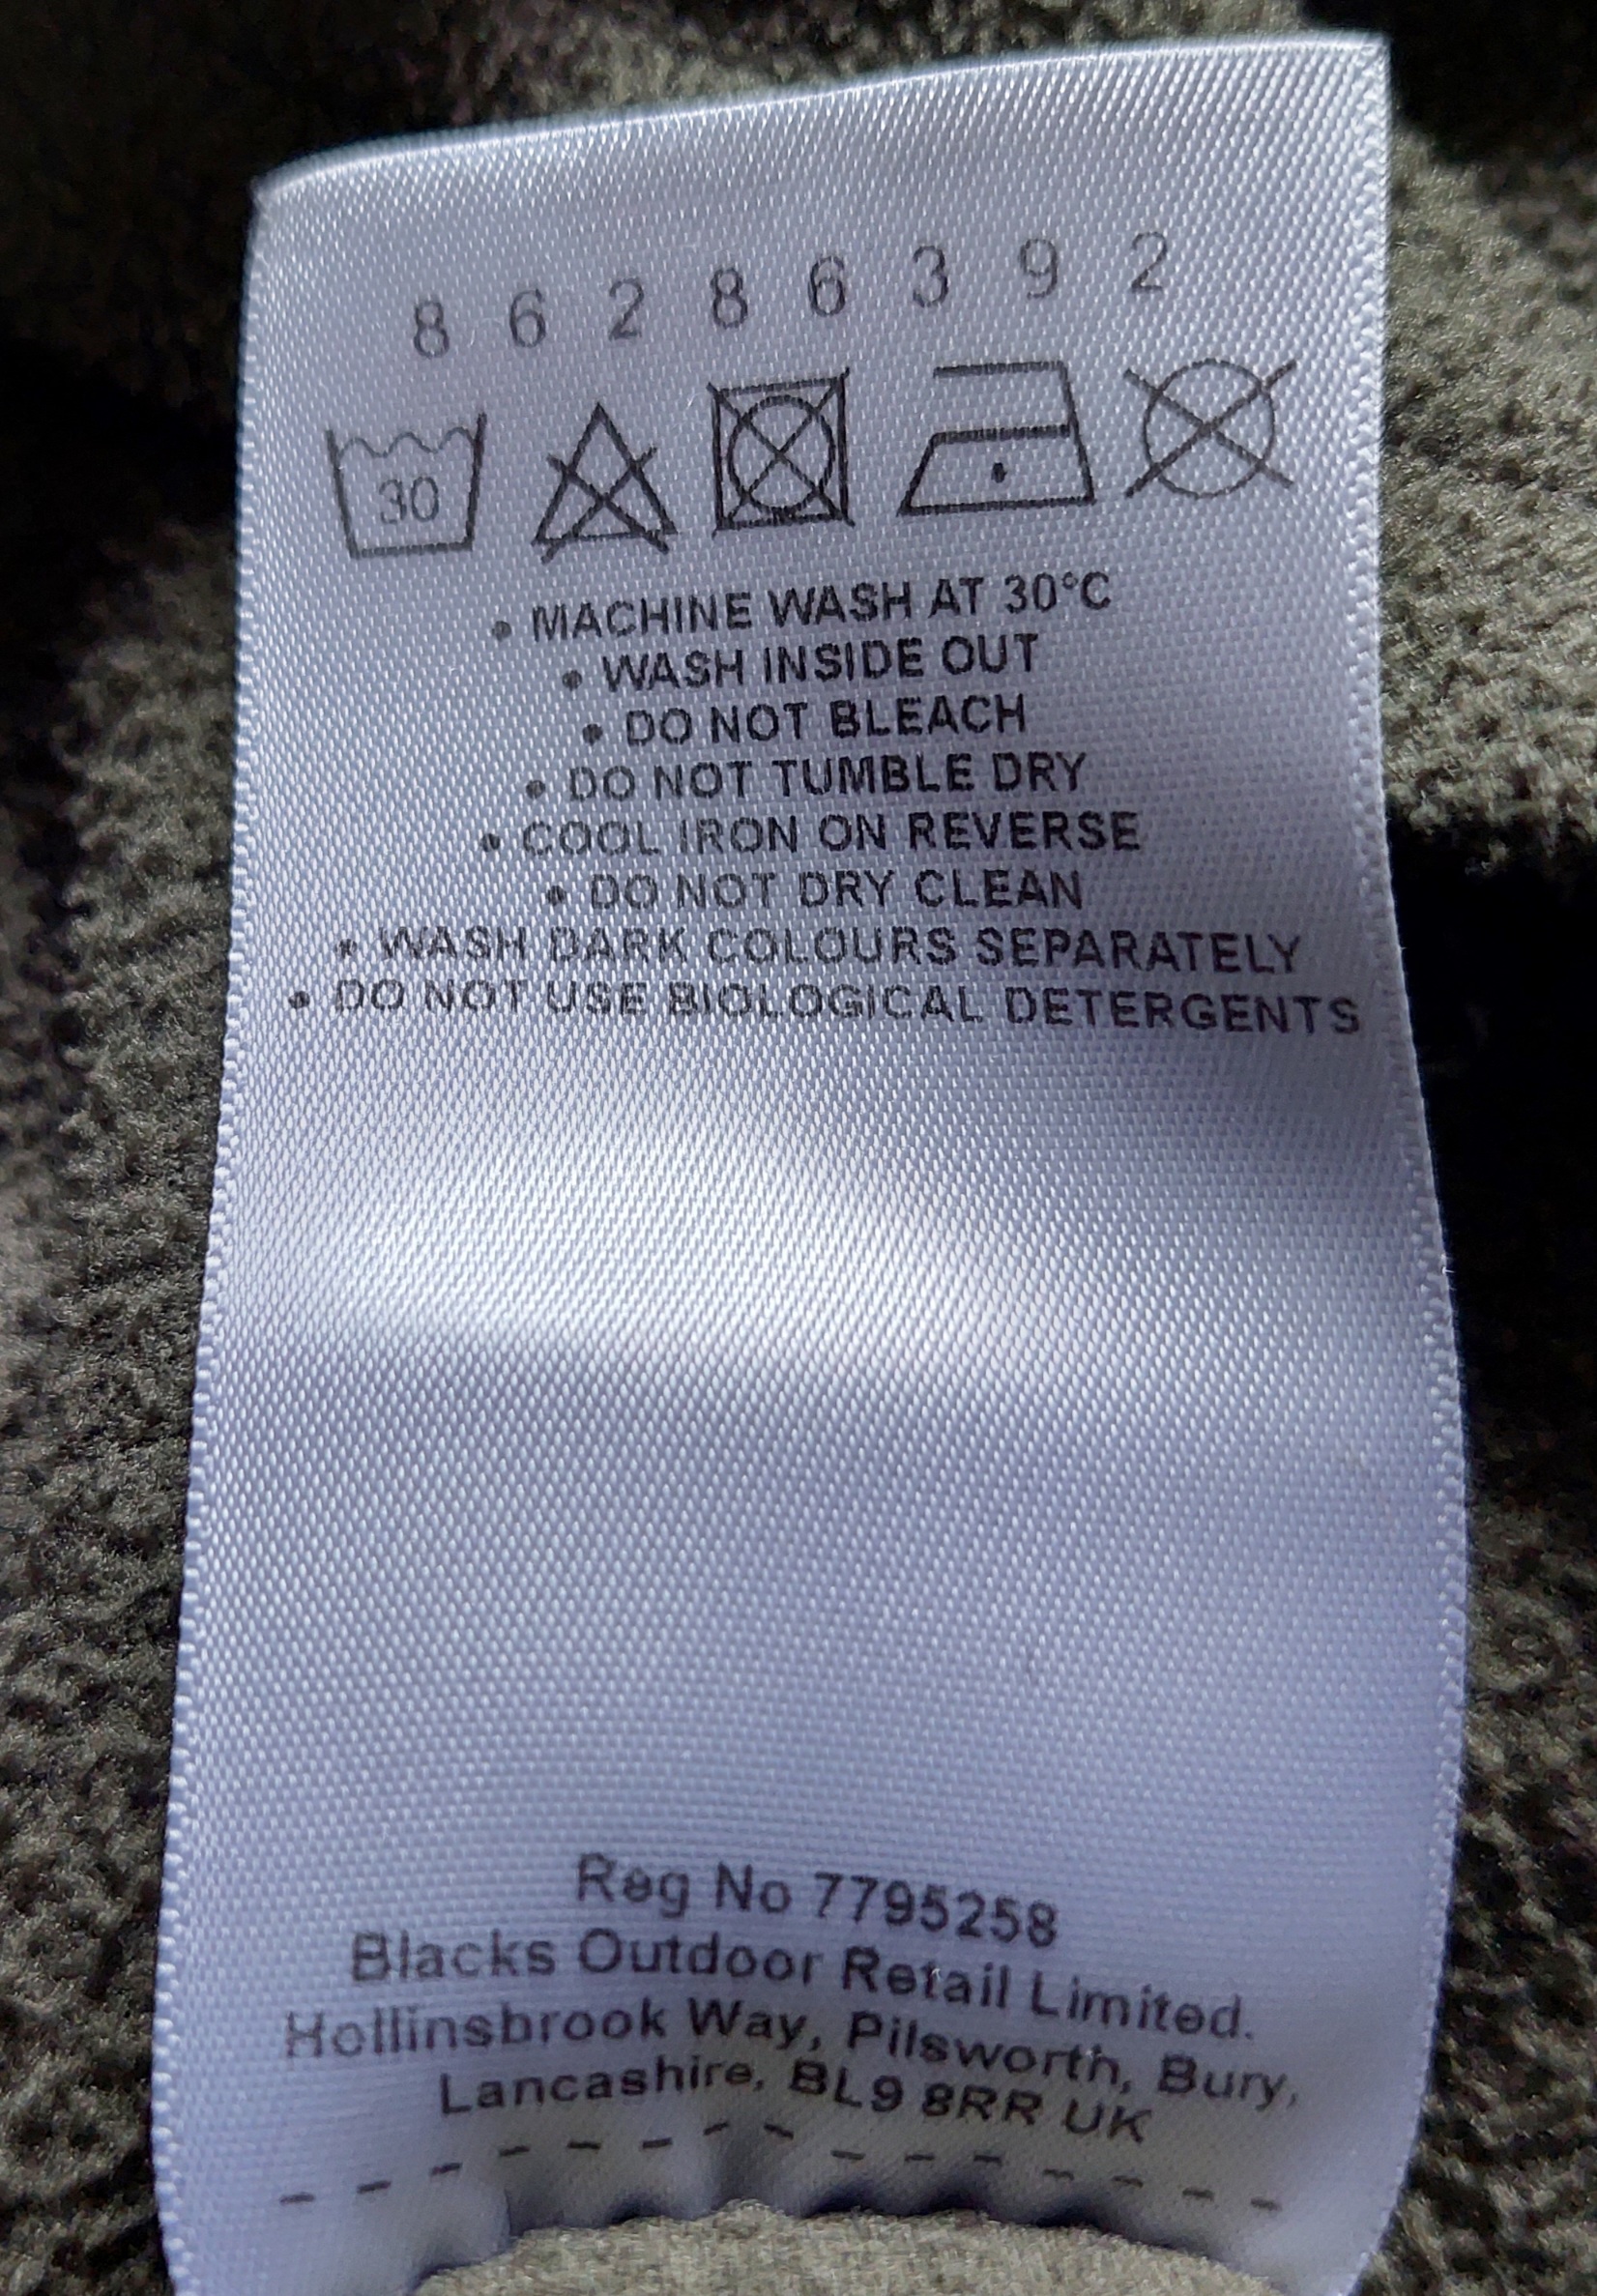 8 6 2 8 6 3 9 2
30
• MACHINE WASH AT 30°C
• WASH INSIDE OUT
• DO NOT BLEACH
• DO NOT TUMBLE DRY
• COOL IRON ON REVERSE
• DO NOT DRY CLEAN
• WASH DARK COLOURS SEPARATELY
• DO NOT USE BIOLOGICAL DETERGENTS
Reg No 7795258
Blacks Outdoor Retail Limited.
Hollinsbrook Way, Pilsworth, Bury,
Lancashire, BL9 8RR UK